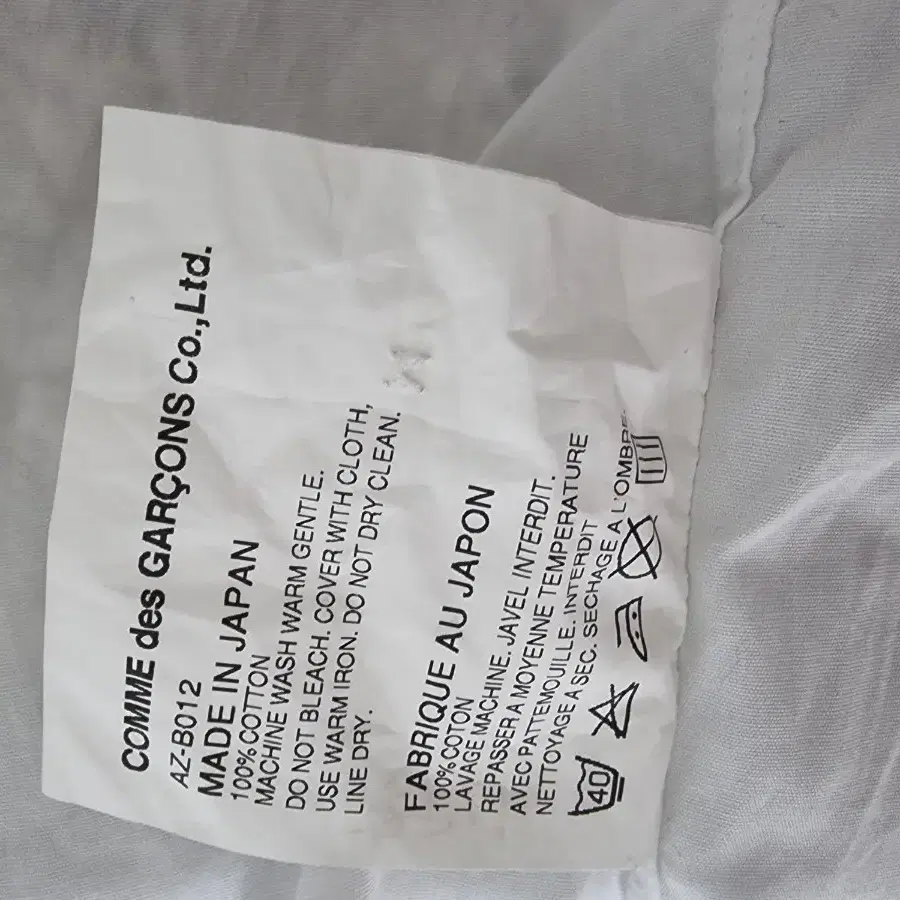 COMME des GARÇONS Co.,Ltd.
AZ-B012
MADE IN JAPAN
100% COTTON
MACHINE WASH WARM GENTLE.
DO NOT BLEACH. COVER WITH CLOTH,
USE WARM IRON. DO NOT DRY CLEAN.
LINE DRY.
FABRIQUE AU JAPON
100% COTON
LAVAGE MACHINE. JAVEL INTERDIT.
REPASSER A MOYENNE TEMPERATURE
AVEC PATTEMOUILLE. INTERDIT
NETTOYAGE A SEC. SECHAGE A L'OMBRE.
40